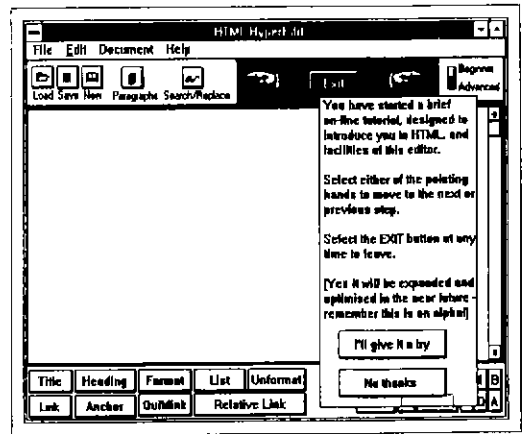 HTML HyperEdit
File Edit Document Help
Load Save New Paragraphs Search/Replace
Exit
Beginner
Advanced
You have started a brief
on-line tutorial, designed to
introduce you to HTML, and
facilities of this editor.
Select either of the pointing
hands to move to the next or
previous step.
Select the EXIT button at any
time to leave.
[Yes it will be expanded and
optimised in the near future -
remember this is an alpha!]
I'll give it a try
No thanks
Title Heading Format List Unformat B
Link Anchor Quiklink Relative Link D A